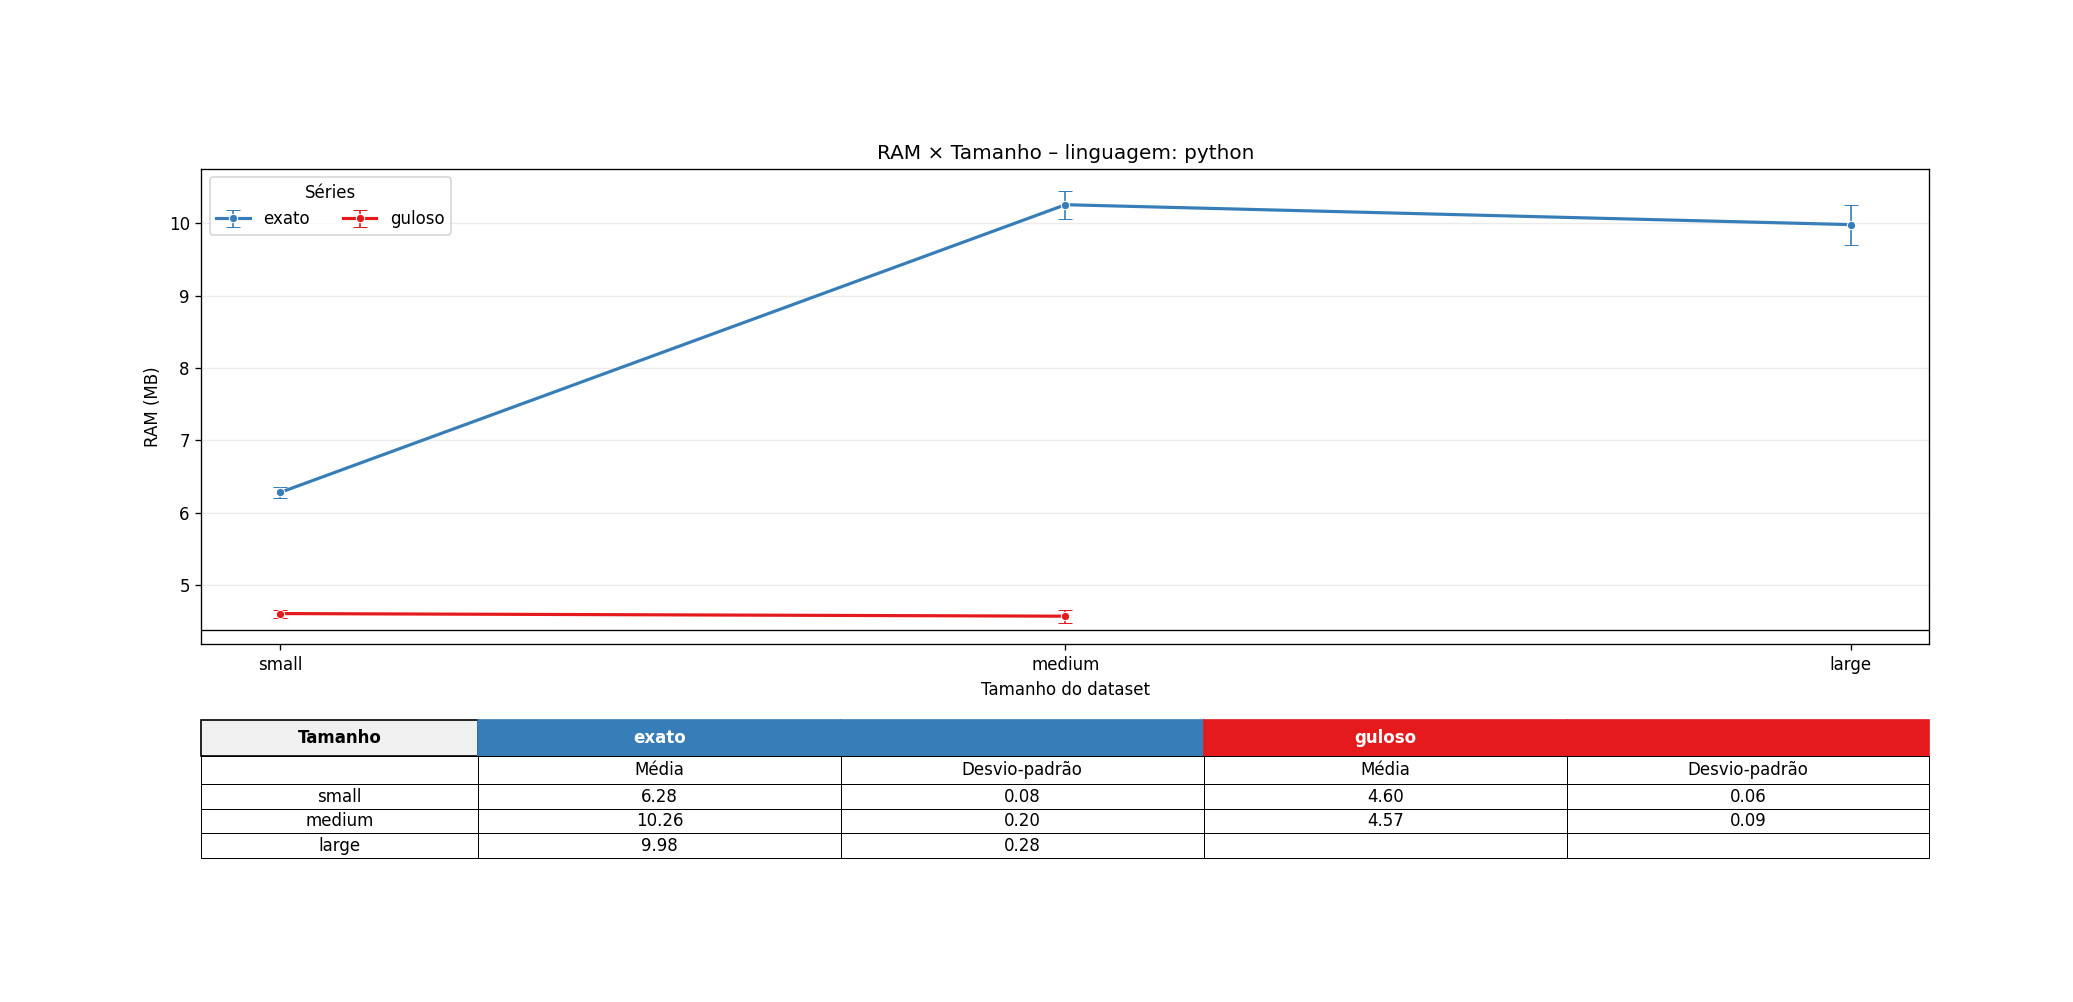 RAM × Tamanho – linguagem: python
Séries
exato guloso
10
9
8
7
6
5
RAM (MB)
small medium large
Tamanho do dataset
Tamanho exato guloso
Média Desvio-padrão Média Desvio-padrão
small 6.28 0.08 4.60 0.06
medium 10.26 0.20 4.57 0.09
large 9.98 0.28